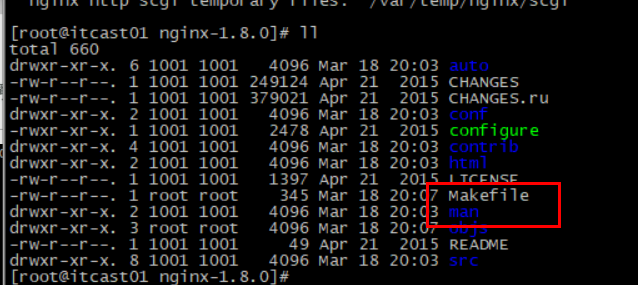 nginx http scgi temporary files: "/var/temp/nginx/scgi"
[root@itcast01 nginx-1.8.0]# ll
total 660
drwxr-xr-x. 6 1001 1001 4096 Mar 18 20:03 auto
-rw-r--r--. 1 1001 1001 249124 Apr 21 2015 CHANGES
-rw-r--r--. 1 1001 1001 379021 Apr 21 2015 CHANGES.ru
drwxr-xr-x. 2 1001 1001 4096 Mar 18 20:03 conf
-rwxr-xr-x. 1 1001 1001 2478 Apr 21 2015 configure
drwxr-xr-x. 4 1001 1001 4096 Mar 18 20:03 contrib
drwxr-xr-x. 2 1001 1001 4096 Mar 18 20:03 html
-rw-r--r--. 1 1001 1001 1397 Apr 21 2015 LICENSE
-rw-r--r--. 1 root root 345 Mar 18 20:07 Makefile
drwxr-xr-x. 2 1001 1001 4096 Mar 18 20:03 man
drwxr-xr-x. 3 root root 4096 Mar 18 20:07 objs
-rw-r--r--. 1 1001 1001 49 Apr 21 2015 README
drwxr-xr-x. 8 1001 1001 4096 Mar 18 20:03 src
[root@itcast01 nginx-1.8.0]#